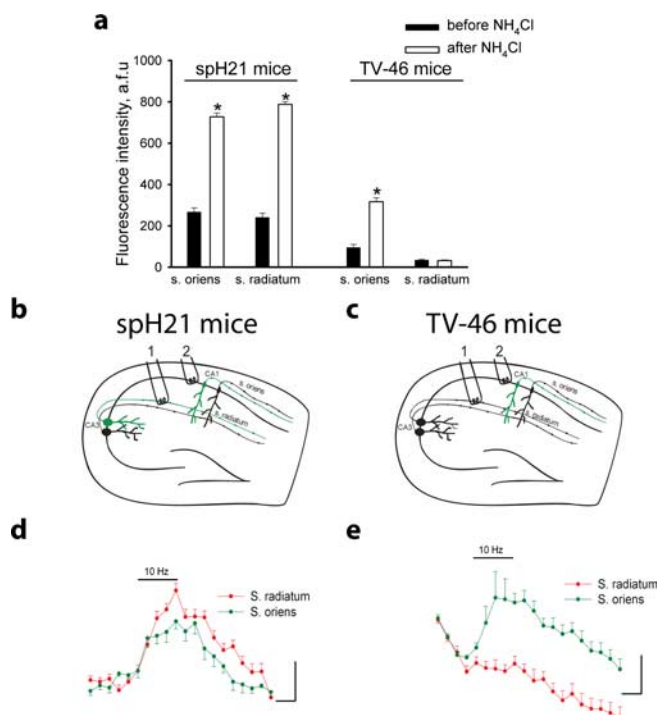 a
before NH4Cl
after NH4Cl
spH21 mice
TV-46 mice
Fluorescence intensity, a.f.u
1000
800
600
400
200
0
*
*
*
s. oriens
s. radiatum
s. oriens
s. radiatum
b
spH21 mice
1
2
CA1
s. oriens
s. radiatum
CA3
c
TV-46 mice
1
2
CA1
s. oriens
s. radiatum
CA3
d
10 Hz
S. radiatum
S. oriens
e
10 Hz
S. radiatum
S. oriens